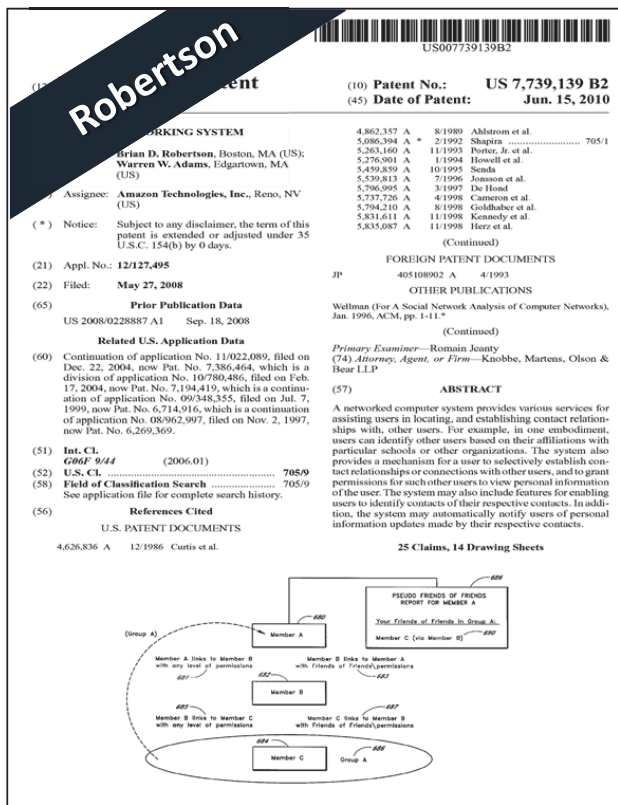 Robertson
US007739139B2
(10) Patent No.: US 7,739,139 B2
(45) Date of Patent: Jun. 15, 2010
ORKING SYSTEM
Brian D. Robertson, Boston, MA (US);
Warren W. Adams, Edgartown, MA
(US)
Assignee: Amazon Technologies, Inc., Reno, NV
(US)
( * ) Notice: Subject to any disclaimer, the term of this
patent is extended or adjusted under 35
U.S.C. 154(b) by 0 days.
(21) Appl. No.: 12/127,495
(22) Filed: May 27, 2008
(65) Prior Publication Data
US 2008/0228887 A1 Sep. 18, 2008
Related U.S. Application Data
(60) Continuation of application No. 11/022,089, filed on
Dec. 22, 2004, now Pat. No. 7,386,464, which is a
division of application No. 10/780,486, filed on Feb.
17, 2004, now Pat. No. 7,194,419, which is a continu-
ation of application No. 09/348,355, filed on Jul. 7,
1999, now Pat. No. 6,714,916, which is a continuation
of application No. 08/962,997, filed on Nov. 2, 1997,
now Pat. No. 6,269,369.
(51) Int. Cl.
G06F 9/44 (2006.01)
(52) U.S. Cl. ........................................................ 705/9
(58) Field of Classification Search .................... 705/9
See application file for complete search history.
(56) References Cited
U.S. PATENT DOCUMENTS
4,626,836 A 12/1986 Curtis et al.
4,862,357 A 8/1989 Ahlstrom et al.
5,086,394 A * 2/1992 Shapira ........................ 705/1
5,263,160 A 11/1993 Porter, Jr. et al.
5,276,901 A 1/1994 Howell et al.
5,459,859 A 10/1995 Senda
5,539,813 A 7/1996 Jonsson et al.
5,796,995 A 3/1997 De Hond
5,737,726 A 4/1998 Cameron et al.
5,794,210 A 8/1998 Goldhaber et al.
5,831,611 A 11/1998 Kennedy et al.
5,835,087 A 11/1998 Herz et al.
(Continued)
FOREIGN PATENT DOCUMENTS
JP 405108902 A 4/1993
OTHER PUBLICATIONS
Wellman (For A Social Network Analysis of Computer Networks),
Jan. 1996, ACM, pp. 1-11.*
(Continued)
Primary Examiner—Romain Jeanty
(74) Attorney, Agent, or Firm—Knobbe, Martens, Olson &
Bear LLP
(57) ABSTRACT
A networked computer system provides various services for
assisting users in locating, and establishing contact relation-
ships with, other users. For example, in one embodiment,
users can identify other users based on their affiliations with
particular schools or other organizations. The system also
provides a mechanism for a user to selectively establish con-
tact relationships or connections with other users, and to grant
permissions for such other users to view personal information
of the user. The system may also include features for enabling
users to identify contacts of their respective contacts. In addi-
tion, the system may automatically notify users of personal
information updates made by their respective contacts.
25 Claims, 14 Drawing Sheets
688
PSEUDO FRIENDS OF FRIENDS
REPORT FOR MEMBER A
Your Friends of Friends in Group A:
Member C (via Member B) 690
680
(Group A)
Member A
Member A links to Member B
with any level of permissions
681
Member B links to Member A
with Friends of Friends\permissions
683
682
Member B
685
Member B links to Member C
with any level of permissions
687
Member C links to Member B
with Friends of Friends\permissions
684
Member C
Group A
686